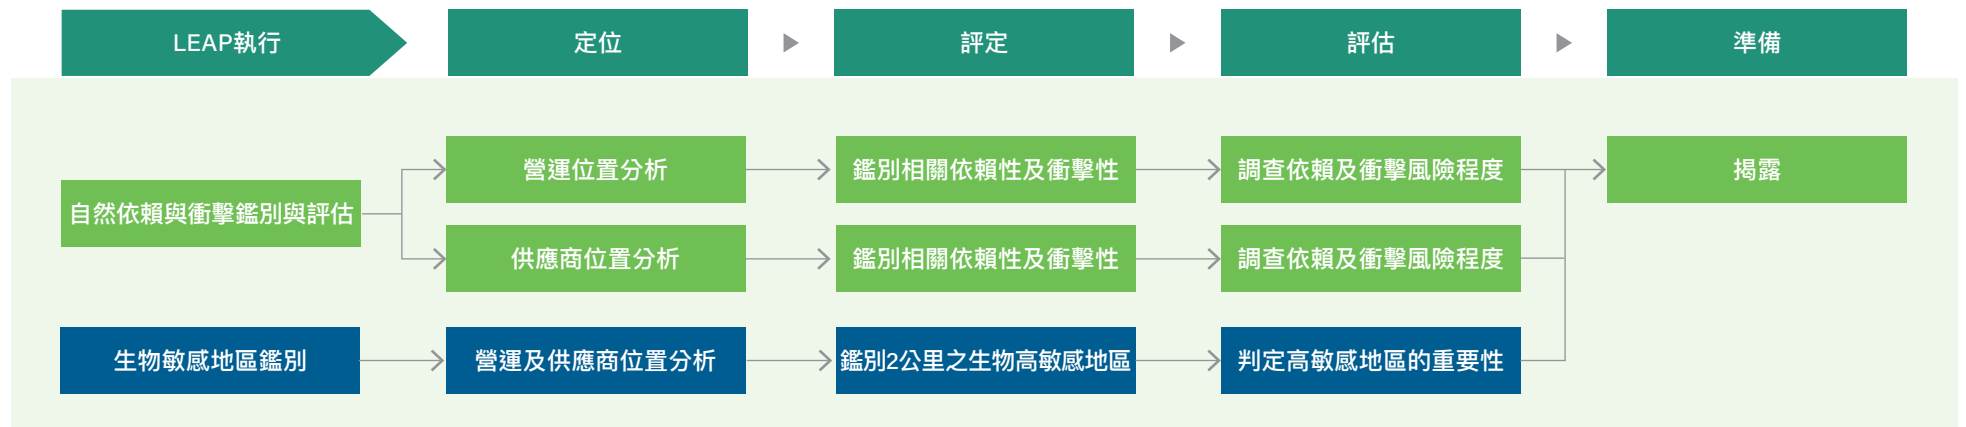 LEAP執行
定位
評定
評估
準備
自然依賴與衝擊鑑別與評估
營運位置分析
鑑別相關依賴性及衝擊性
調查依賴及衝擊風險程度
揭露
供應商位置分析
鑑別相關依賴性及衝擊性
調查依賴及衝擊風險程度
生物敏感地區鑑別
營運及供應商位置分析
鑑別2公里之生物高敏感地區
判定高敏感地區的重要性